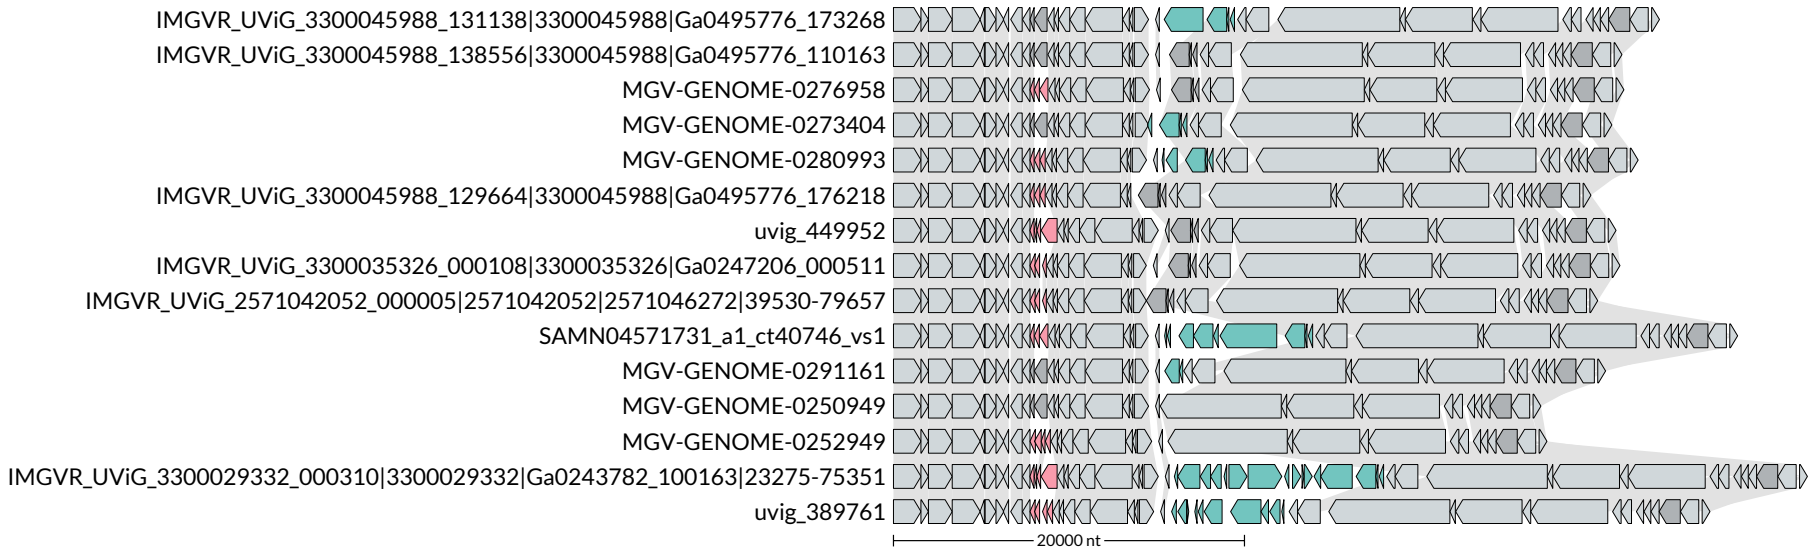 IMGVR_UViG_3300045988_131138|3300045988|Ga0495776_173268
IMGVR_UViG_3300045988_138556|3300045988|Ga0495776_110163
MGV-GENOME-0276958
MGV-GENOME-0273404
MGV-GENOME-0280993
IMGVR_UViG_3300045988_129664|3300045988|Ga0495776_176218
uvig_449952
IMGVR_UViG_3300035326_000108|3300035326|Ga0247206_000511
IMGVR_UViG_2571042052_000005|2571042052|2571046272|39530-79657
SAMN04571731_a1_ct40746_vs1
MGV-GENOME-0291161
MGV-GENOME-0250949
MGV-GENOME-0252949
IMGVR_UViG_3300029332_000310|3300029332|Ga0243782_100163|23275-75351
uvig_389761
20000 nt